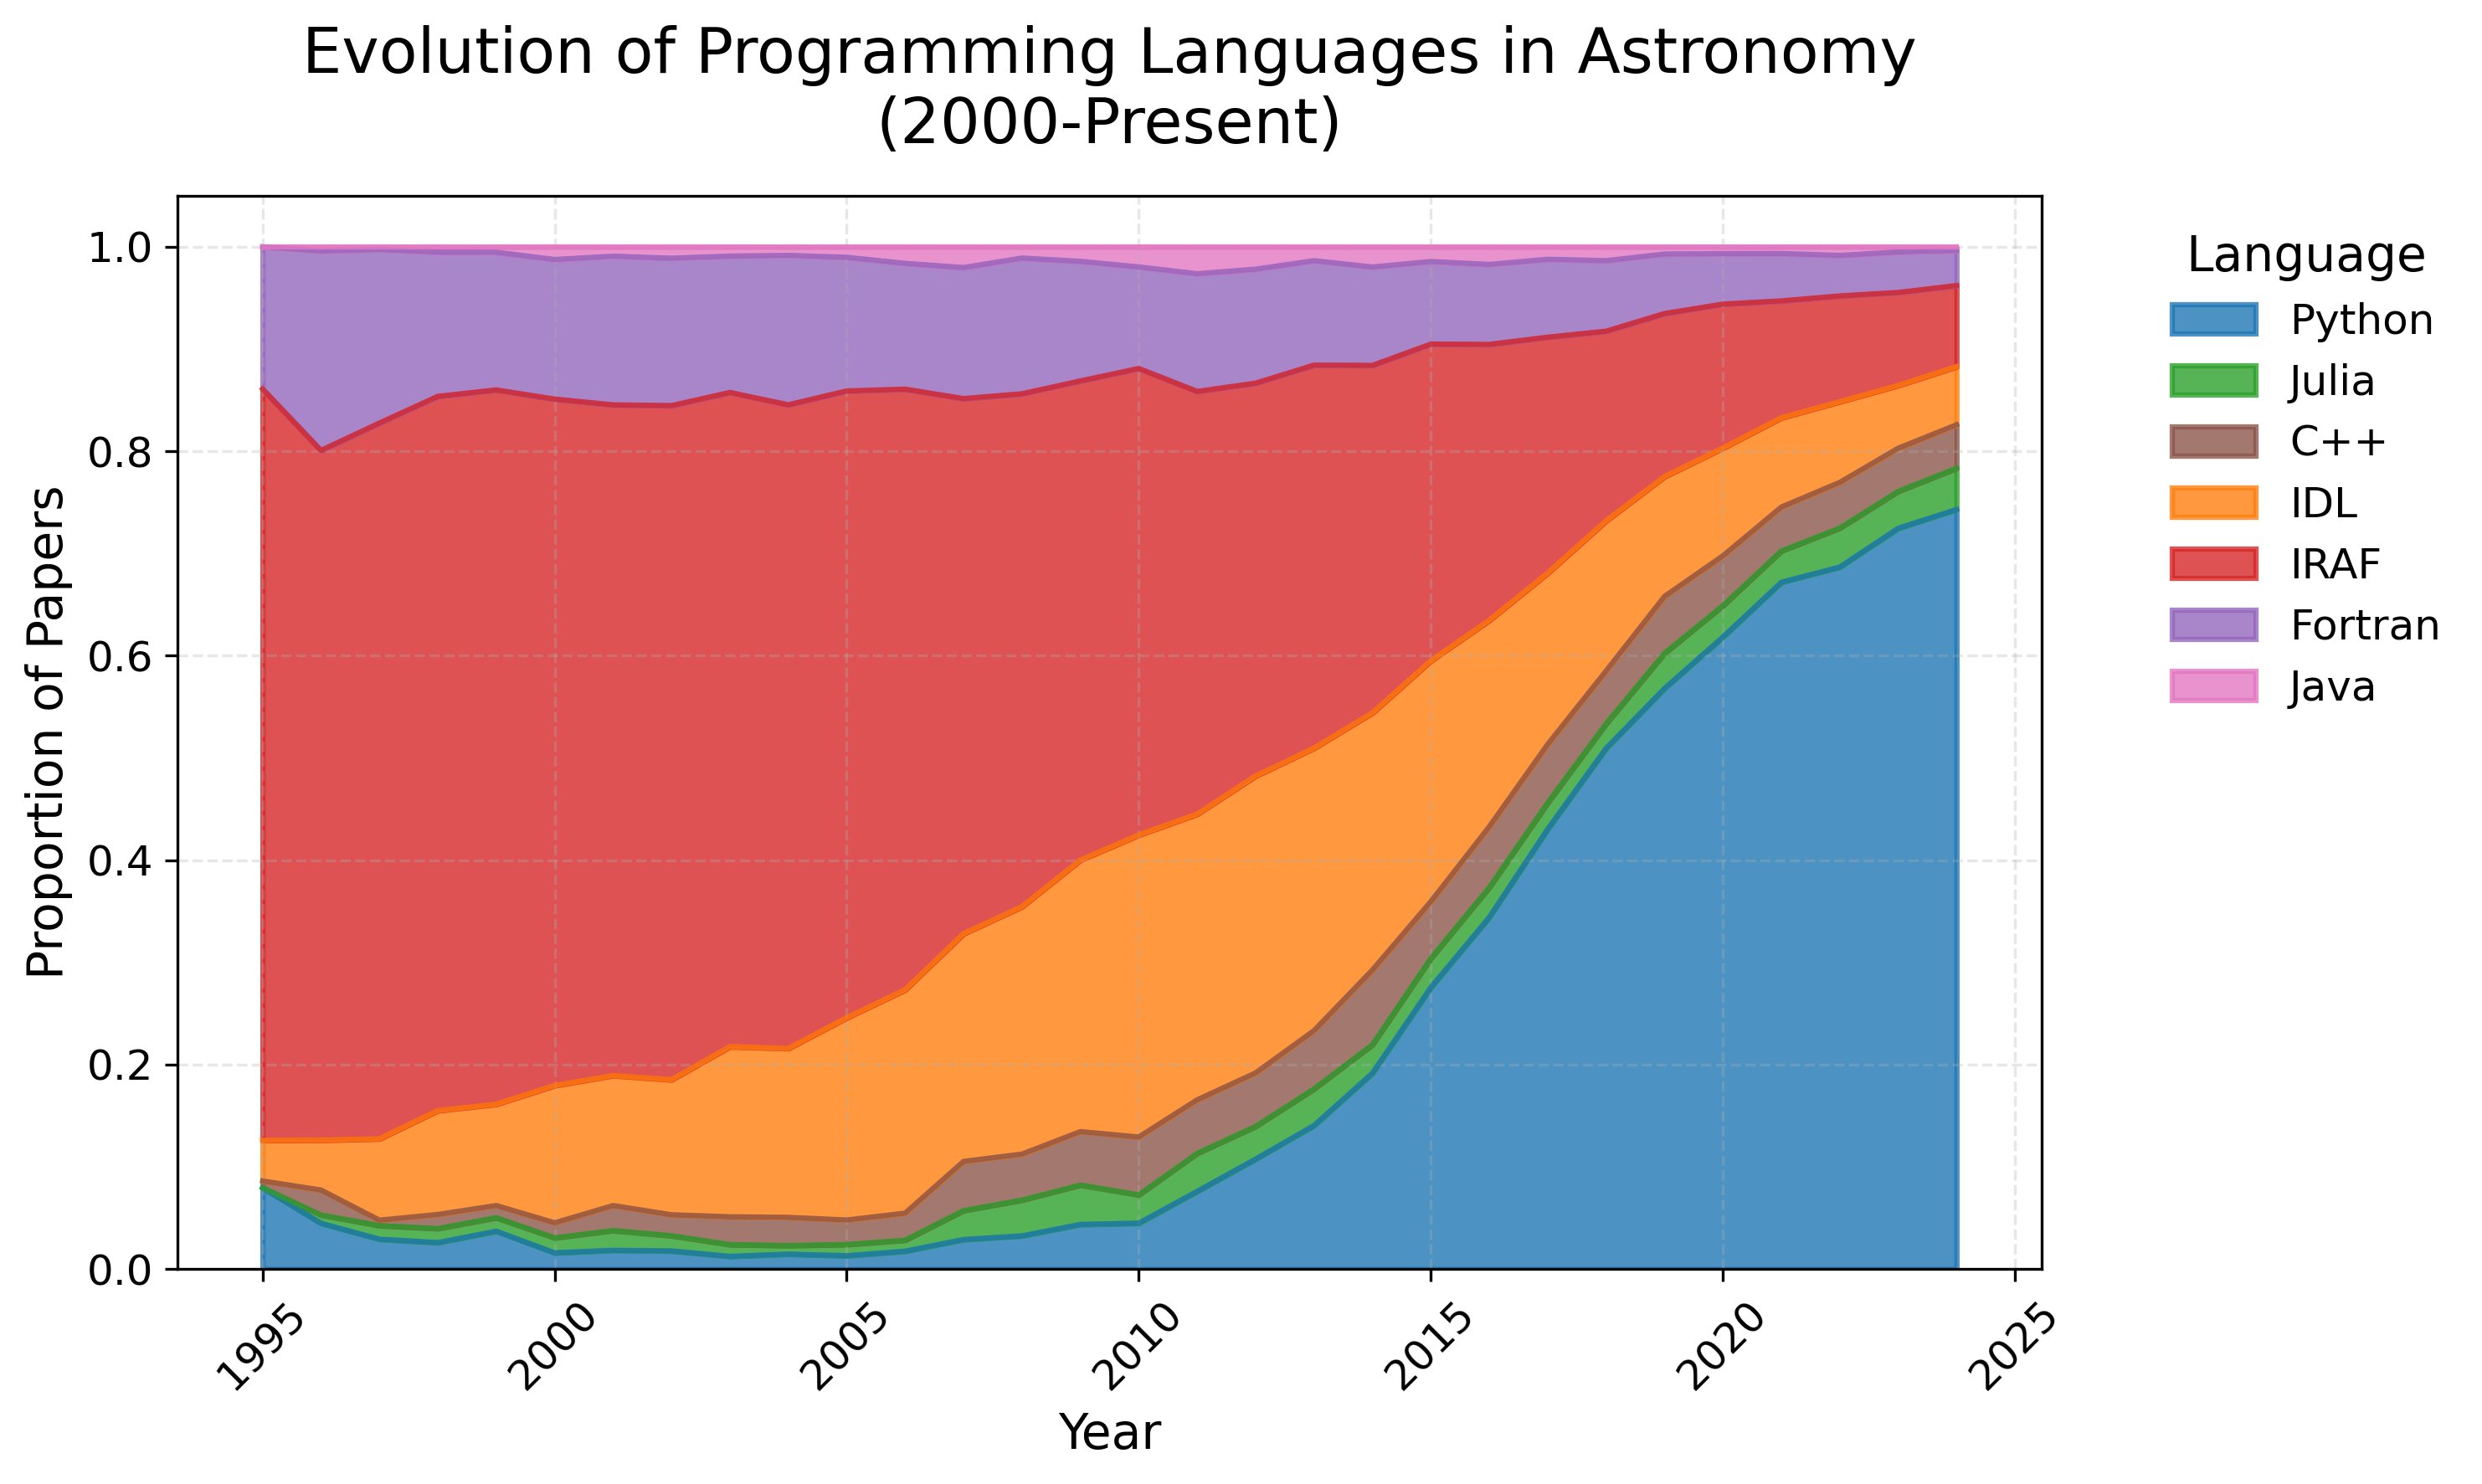 Evolution of Programming Languages in Astronomy
(2000-Present)
Proportion of Papers
1.0
0.8
0.6
0.4
0.2
0.0
1995
2000
2005
2010
2015
2020
2025
Year
Language
Python
Julia
C++
IDL
IRAF
Fortran
Java